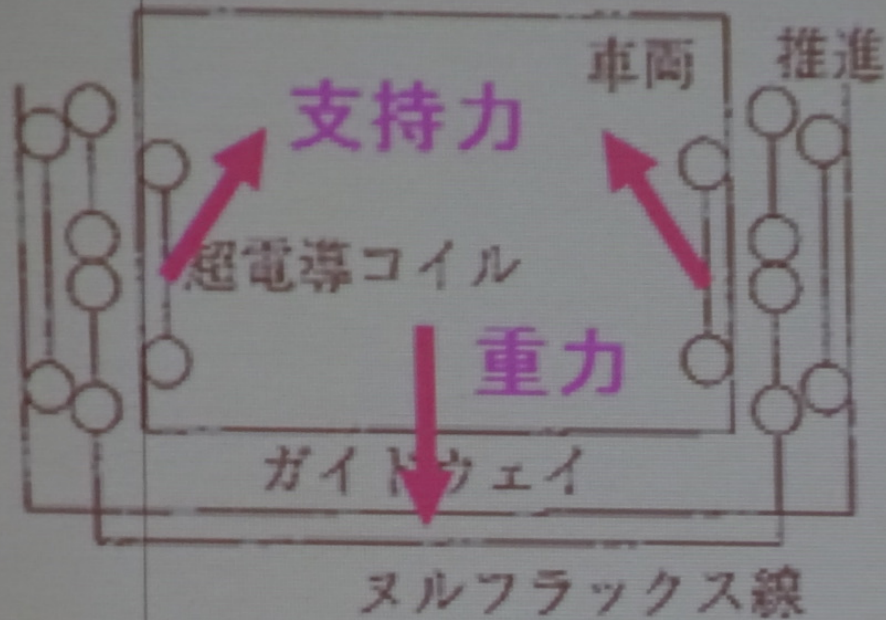 車両
推進
支持力
超電導コイル
重力
ガイドウェイ
ヌルフラックス線